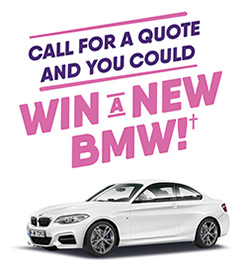 CALL FOR A QUOTE
AND YOU COULD
WIN A NEW
BMW!†